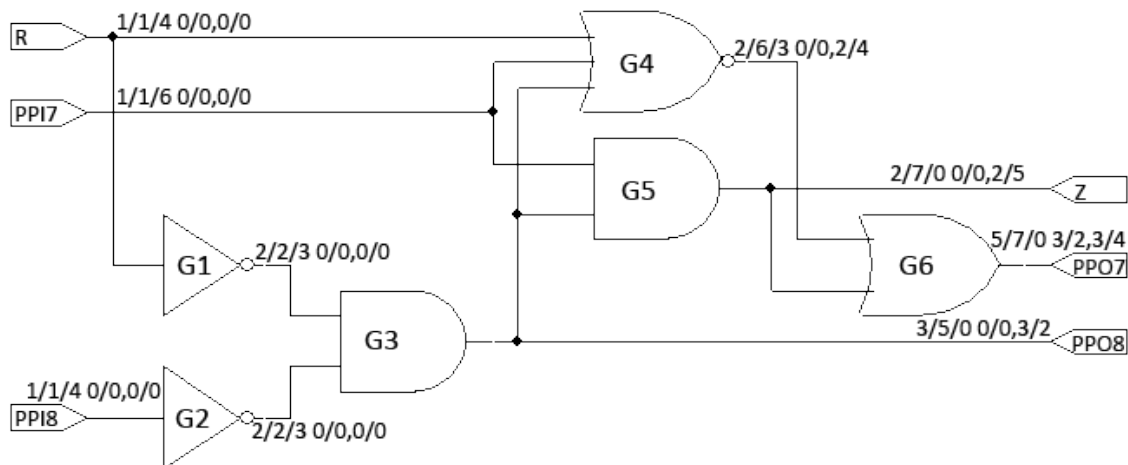 R
1/1/4 0/0,0/0
G4
2/6/3 0/0,2/4
PPI7
1/1/6 0/0,0/0
G5
2/7/0 0/0,2/5
Z
G1
2/2/3 0/0,0/0
G6
5/7/0 3/2,3/4
PPO7
G3
3/5/0 0/0,3/2
PPO8
1/1/4 0/0,0/0
PPI8
G2
2/2/3 0/0,0/0